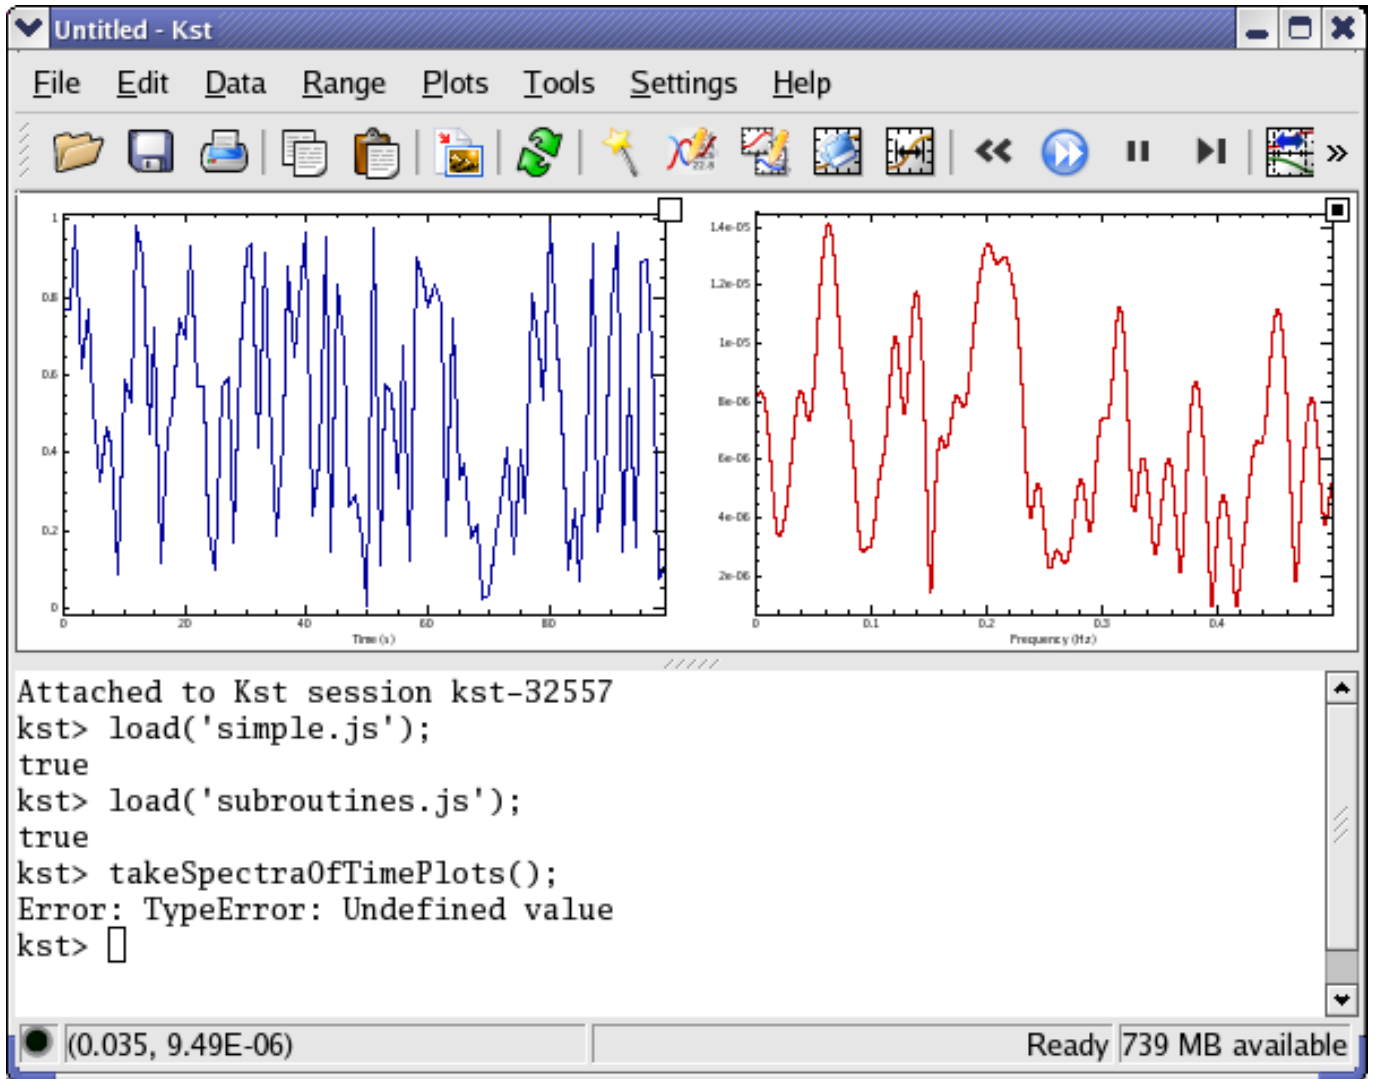 Untitled - Kst
File Edit Data Range Plots Tools Settings Help
22.8
1
0.8
0.6
0.4
0.2
0
0 20 40 60 80
Time (s)
1.4e-05
1.2e-05
1e-05
8e-06
6e-06
4e-06
2e-06
0 0.1 0.2 0.3 0.4
Frequency (Hz)
Attached to Kst session kst-32557
kst> load('simple.js');
true
kst> load('subroutines.js');
true
kst> takeSpectraOfTimePlots();
Error: TypeError: Undefined value
kst>
(0.035, 9.49E-06) Ready 739 MB available